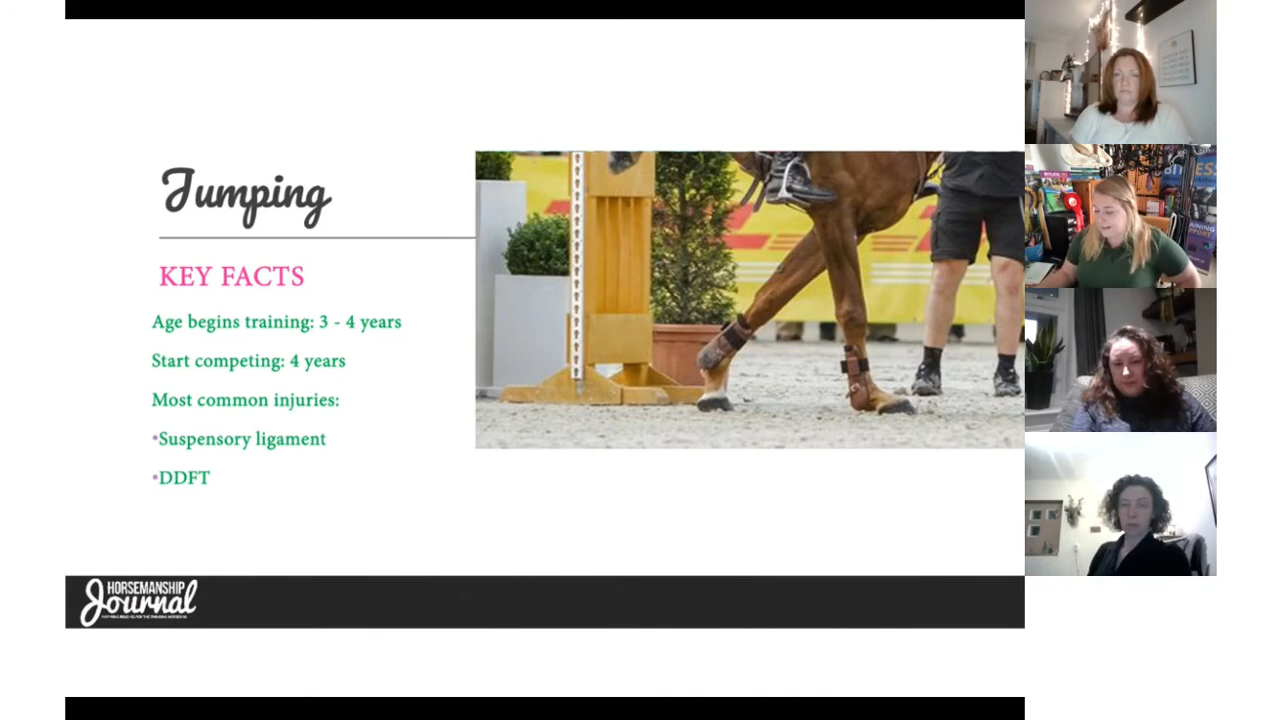 Jumping
KEY FACTS
Age begins training: 3 - 4 years
Start competing: 4 years
Most common injuries:
•Suspensory ligament
•DDFT
HORSEMANSHIP
Journal